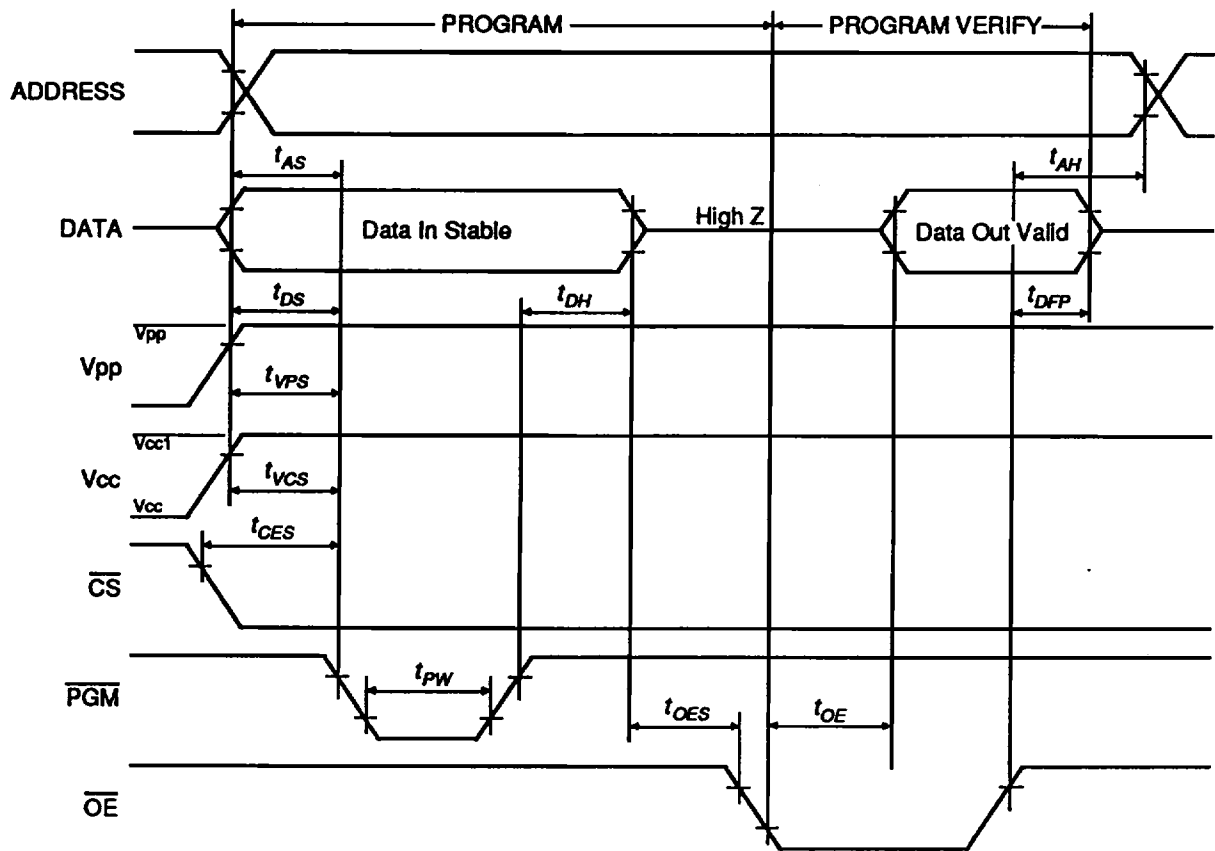 PROGRAM
PROGRAM VERIFY
ADDRESS
tAS
tAH
DATA
Data In Stable
High Z
Data Out Valid
tDS
tDH
tDFP
Vpp
Vpp
tVPS
Vcc1
Vcc
tVCS
Vcc
tCES
CS
PGM
tPW
tOES
tOE
OE